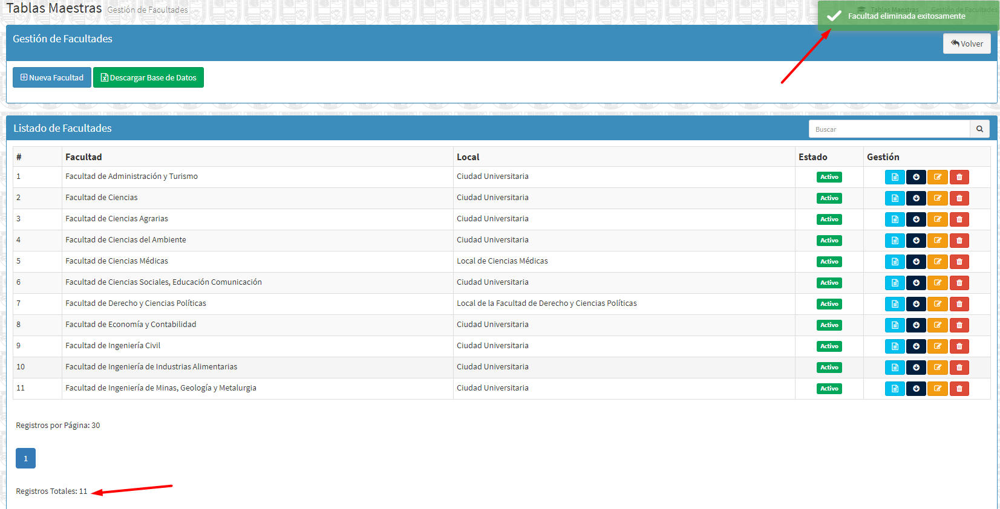 Tablas Maestras Gestión de Facultades
Tablas Maestras Gestión de Facultades
Facultad eliminada exitosamente
Gestión de Facultades
Volver
Nueva Facultad Descargar Base de Datos
Listado de Facultades Buscar
# Facultad Local Estado Gestión
1 Facultad de Administración y Turismo Ciudad Universitaria Activo
2 Facultad de Ciencias Ciudad Universitaria Activo
3 Facultad de Ciencias Agrarias Ciudad Universitaria Activo
4 Facultad de Ciencias del Ambiente Ciudad Universitaria Activo
5 Facultad de Ciencias Médicas Local de Ciencias Médicas Activo
6 Facultad de Ciencias Sociales, Educación Comunicación Ciudad Universitaria Activo
7 Facultad de Derecho y Ciencias Políticas Local de la Facultad de Derecho y Ciencias Políticas Activo
8 Facultad de Economía y Contabilidad Ciudad Universitaria Activo
9 Facultad de Ingeniería Civil Ciudad Universitaria Activo
10 Facultad de Ingeniería de Industrias Alimentarias Ciudad Universitaria Activo
11 Facultad de Ingeniería de Minas, Geología y Metalurgia Ciudad Universitaria Activo
Registros por Página: 30
1
Registros Totales: 11